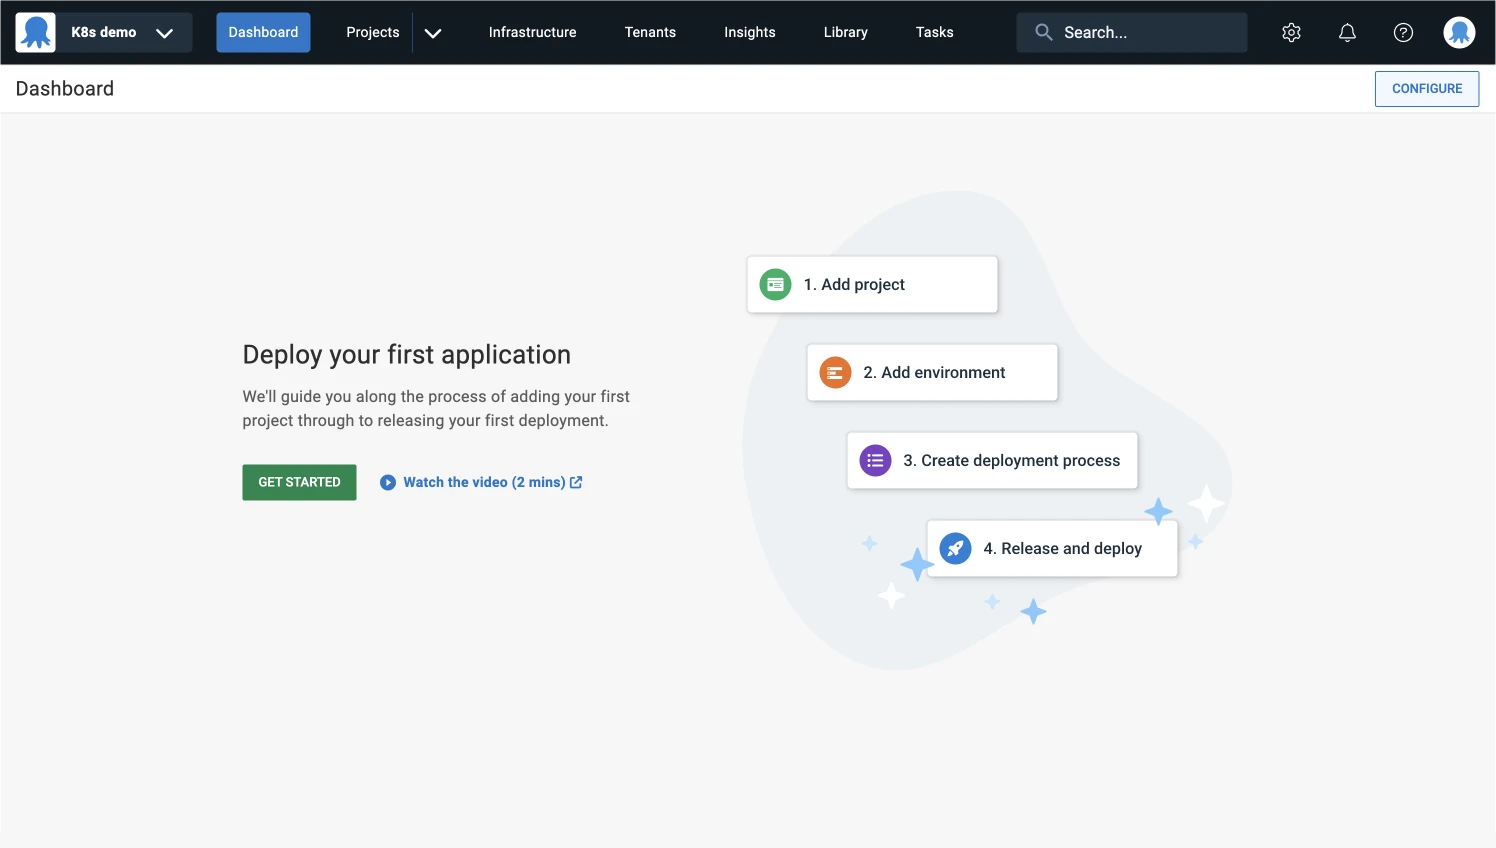 K8s demo
Dashboard
Projects
Infrastructure
Tenants
Insights
Library
Tasks
Search...
Dashboard
CONFIGURE
Deploy your first application
We'll guide you along the process of adding your first
project through to releasing your first deployment.
GET STARTED
Watch the video (2 mins)
1. Add project
2. Add environment
3. Create deployment process
4. Release and deploy